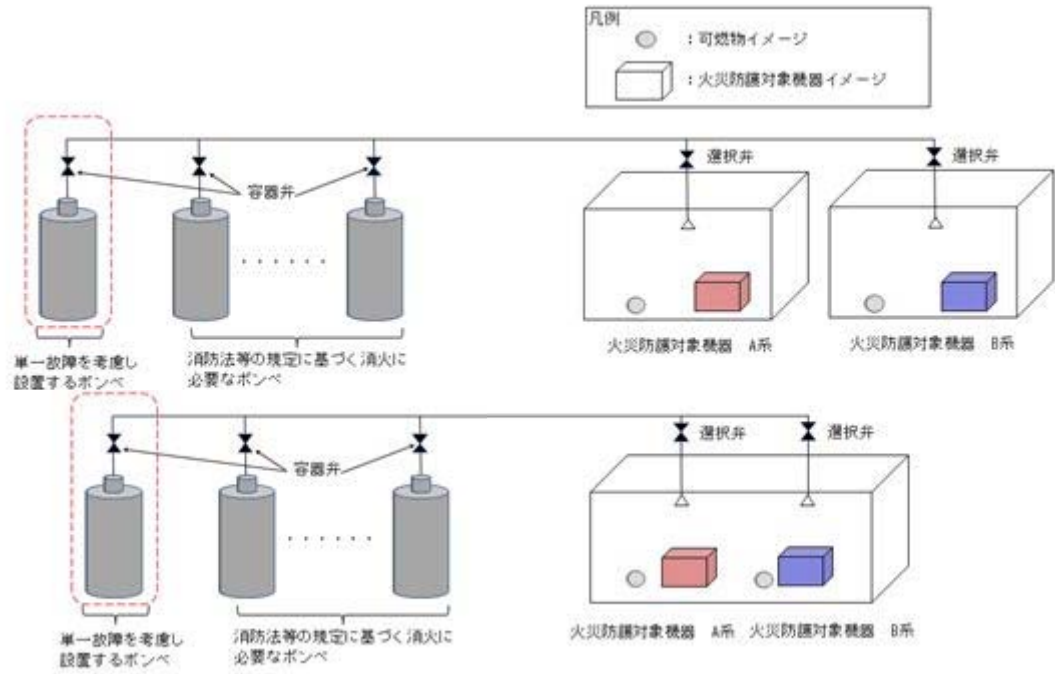 凡例
：可燃物イメージ
：火災防護対象機器イメージ
選択弁
選択弁
容器弁
・・・・・・
火災防護対象機器 A系
火災防護対象機器 B系
単一故障を考慮し
設置するボンベ
消防法等の規定に基づく消火に
必要なボンベ
選択弁
選択弁
容器弁
・・・・・・
火災防護対象機器 A系
火災防護対象機器 B系
単一故障を考慮し
設置するボンベ
消防法等の規定に基づく消火に
必要なボンベ